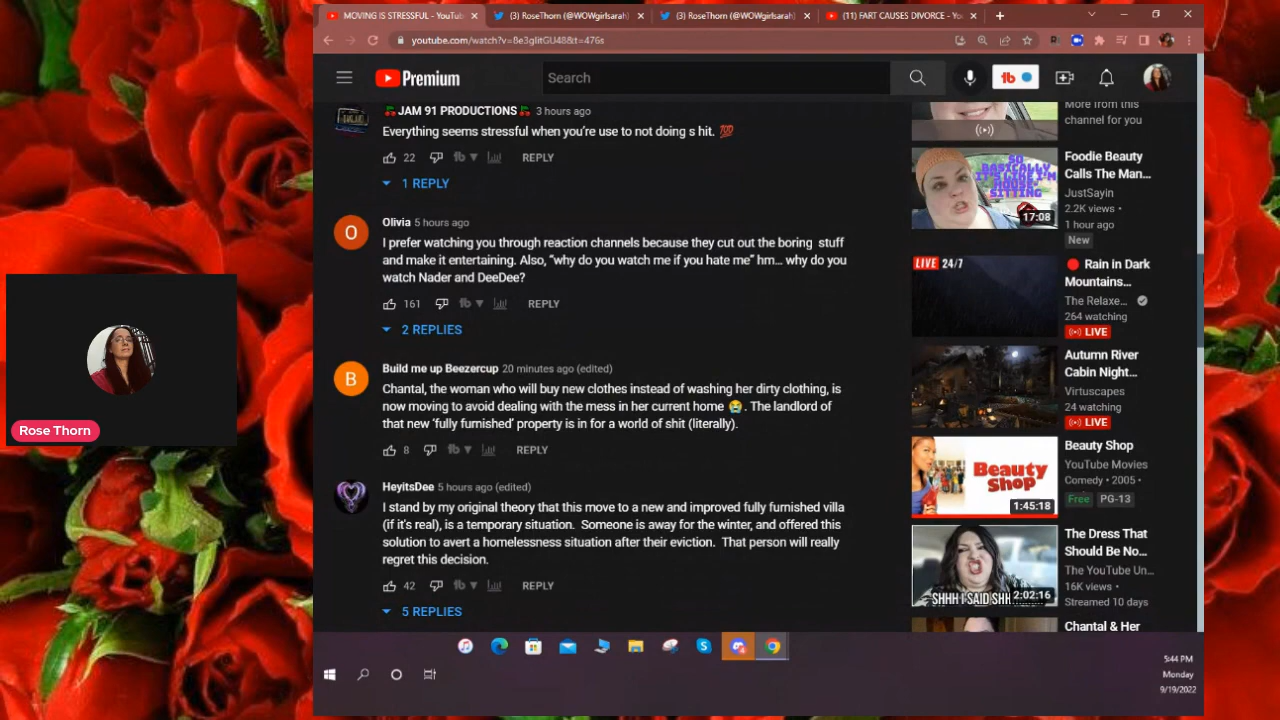 MOVING IS STRESSFUL - YouTub
(3) RoseThorn (@WOWgirlsarah)
(3) RoseThorn (@WOWgirlsarah)
(11) FART CAUSES DIVORCE - Yo
youtube.com/watch?v=8e3gIitGU48&t=476s
Premium
Search
tb
🍒JAM 91 PRODUCTIONS🍒 3 hours ago
Everything seems stressful when you're use to not doing s hit. 💯
22 tb REPLY
1 REPLY
O
Olivia 5 hours ago
I prefer watching you through reaction channels because they cut out the boring stuff
and make it entertaining. Also, “why do you watch me if you hate me” hm... why do you
watch Nader and DeeDee?
161 tb REPLY
2 REPLIES
B
Build me up Beezercup 20 minutes ago (edited)
Chantal, the woman who will buy new clothes instead of washing her dirty clothing, is
now moving to avoid dealing with the mess in her current home 😭. The landlord of
that new 'fully furnished' property is in for a world of shit (literally).
8 tb REPLY
HeyitsDee 5 hours ago (edited)
I stand by my original theory that this move to a new and improved fully furnished villa
(if it's real), is a temporary situation. Someone is away for the winter, and offered this
solution to avert a homelessness situation after their eviction. That person will really
regret this decision.
42 tb REPLY
5 REPLIES
More from this
channel for you
SO
BASICALLY
IT'S LIKE I'M
HOUSE
SITTING
17:08
Foodie Beauty
Calls The Man...
JustSayin
2.2K views •
1 hour ago
New
LIVE 24/7
🔴 Rain in Dark
Mountains...
The Relaxe...
264 watching
LIVE
Autumn River
Cabin Night...
Virtuscapes
24 watching
LIVE
Beauty
Shop
1:45:18
Beauty Shop
YouTube Movies
Comedy • 2005 •
Free PG-13
SHHH I SAID SHH
2:02:16
The Dress That
Should Be No...
The YouTube Un...
16K views •
Streamed 10 days
Chantal & Her
Rose Thorn
5:44 PM
Monday
9/19/2022